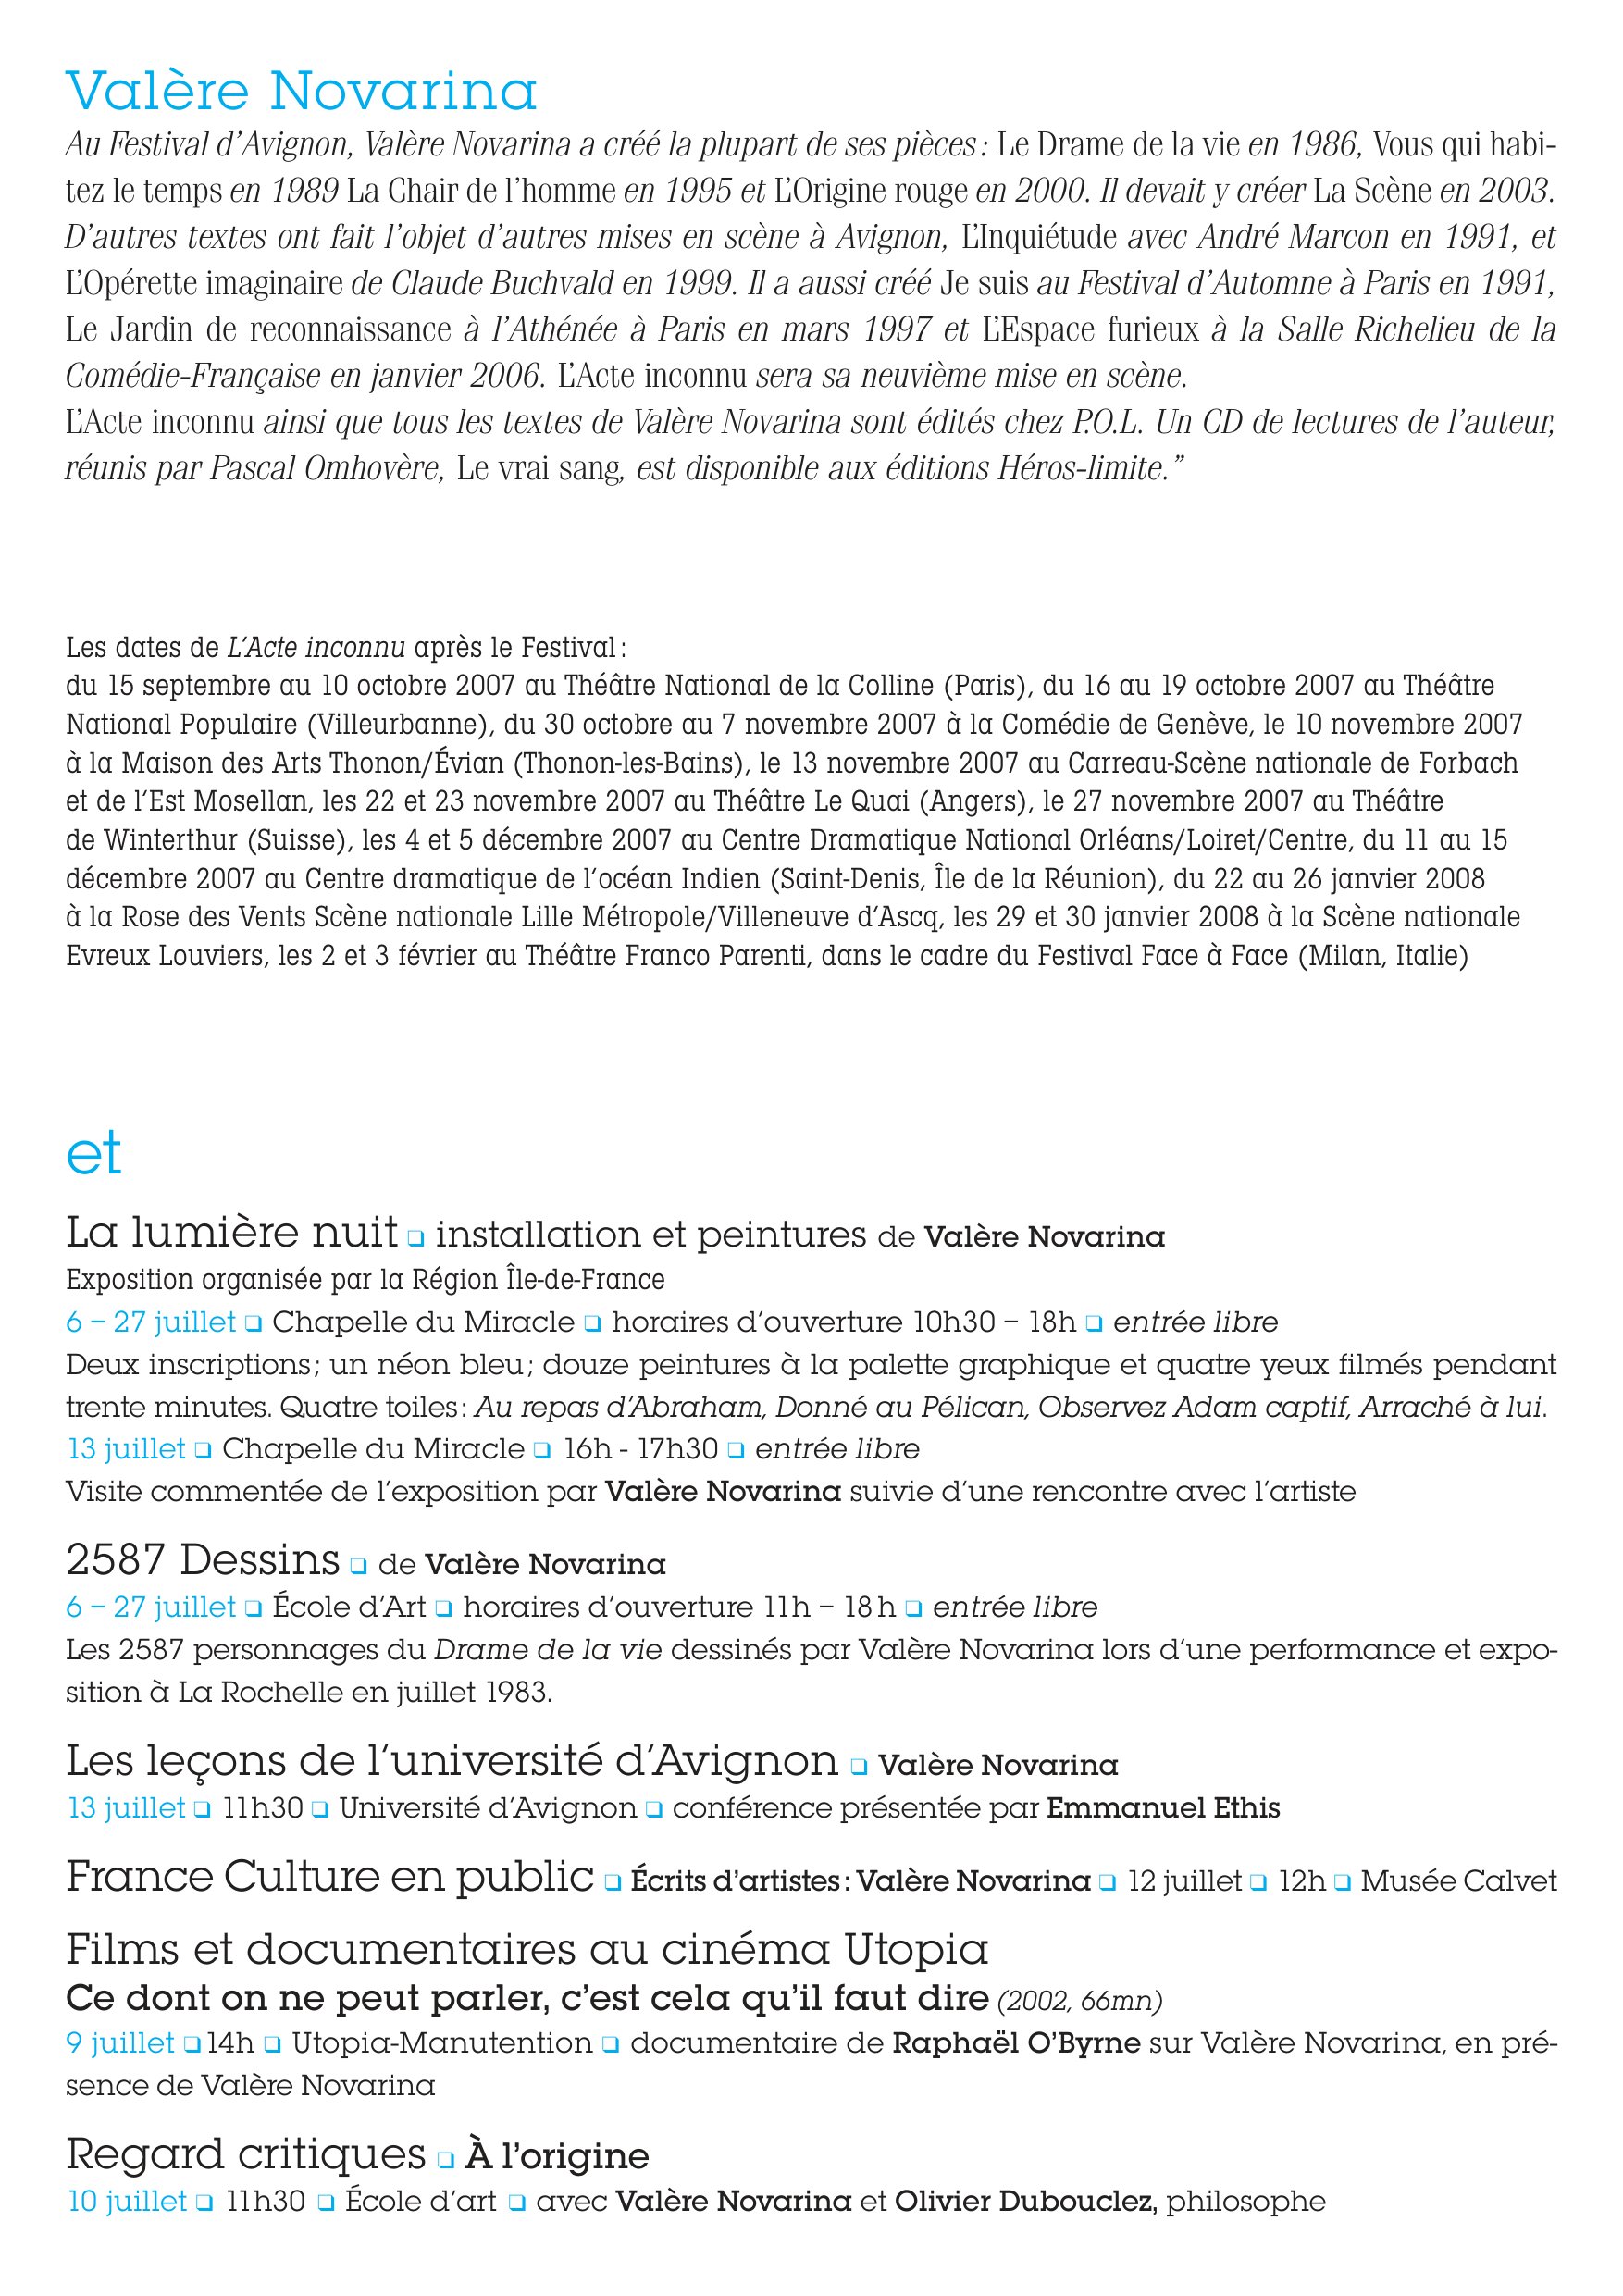 Valère Novarina
Au Festival d’Avignon, Valère Novarina a créé la plupart de ses pièces : Le Drame de la vie en 1986, Vous qui habi-
tez le temps en 1989 La Chair de l’homme en 1995 et L’Origine rouge en 2000. Il devait y créer La Scène en 2003.
D’autres textes ont fait l’objet d’autres mises en scène à Avignon, L’Inquiétude avec André Marcon en 1991, et
L’Opérette imaginaire de Claude Buchvald en 1999. Il a aussi créé Je suis au Festival d’Automne à Paris en 1991,
Le Jardin de reconnaissance à l’Athénée à Paris en mars 1997 et L’Espace furieux à la Salle Richelieu de la
Comédie-Française en janvier 2006. L’Acte inconnu sera sa neuvième mise en scène.
L’Acte inconnu ainsi que tous les textes de Valère Novarina sont édités chez P.O.L. Un CD de lectures de l’auteur,
réunis par Pascal Omhovère, Le vrai sang, est disponible aux éditions Héros-limite.”
Les dates de L’Acte inconnu après le Festival :
du 15 septembre au 10 octobre 2007 au Théâtre National de la Colline (Paris), du 16 au 19 octobre 2007 au Théâtre
National Populaire (Villeurbanne), du 30 octobre au 7 novembre 2007 à la Comédie de Genève, le 10 novembre 2007
à la Maison des Arts Thonon/Évian (Thonon-les-Bains), le 13 novembre 2007 au Carreau-Scène nationale de Forbach
et de l’Est Mosellan, les 22 et 23 novembre 2007 au Théâtre Le Quai (Angers), le 27 novembre 2007 au Théâtre
de Winterthur (Suisse), les 4 et 5 décembre 2007 au Centre Dramatique National Orléans/Loiret/Centre, du 11 au 15
décembre 2007 au Centre dramatique de l’océan Indien (Saint-Denis, Île de la Réunion), du 22 au 26 janvier 2008
à la Rose des Vents Scène nationale Lille Métropole/Villeneuve d’Ascq, les 29 et 30 janvier 2008 à la Scène nationale
Evreux Louviers, les 2 et 3 février au Théâtre Franco Parenti, dans le cadre du Festival Face à Face (Milan, Italie)
et
La lumière nuit ❑ installation et peintures de Valère Novarina
Exposition organisée par la Région Île-de-France
6 – 27 juillet ❑ Chapelle du Miracle ❑ horaires d’ouverture 10h30 – 18h ❑ entrée libre
Deux inscriptions ; un néon bleu ; douze peintures à la palette graphique et quatre yeux filmés pendant
trente minutes. Quatre toiles : Au repas d’Abraham, Donné au Pélican, Observez Adam captif, Arraché à lui.
13 juillet ❑ Chapelle du Miracle ❑ 16h - 17h30 ❑ entrée libre
Visite commentée de l’exposition par Valère Novarina suivie d’une rencontre avec l’artiste
2587 Dessins ❑ de Valère Novarina
6 – 27 juillet ❑ École d’Art ❑ horaires d’ouverture 11h – 18 h ❑ entrée libre
Les 2587 personnages du Drame de la vie dessinés par Valère Novarina lors d’une performance et expo-
sition à La Rochelle en juillet 1983.
Les leçons de l’université d’Avignon ❑ Valère Novarina
13 juillet ❑ 11h30 ❑ Université d’Avignon ❑ conférence présentée par Emmanuel Ethis
France Culture en public ❑ Écrits d’artistes : Valère Novarina ❑ 12 juillet ❑ 12h ❑ Musée Calvet
Films et documentaires au cinéma Utopia
Ce dont on ne peut parler, c’est cela qu’il faut dire (2002, 66mn)
9 juillet ❑ 14h ❑ Utopia-Manutention ❑ documentaire de Raphaël O’Byrne sur Valère Novarina, en pré-
sence de Valère Novarina
Regard critiques ❑ À l’origine
10 juillet ❑ 11h30 ❑ École d’art ❑ avec Valère Novarina et Olivier Dubouclez, philosophe